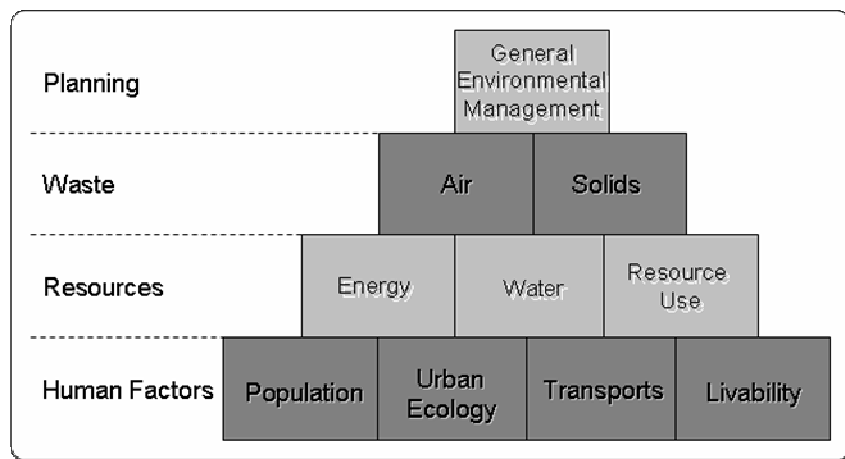 Planning
General
Environmental
Management
Waste
Air
Solids
Resources
Energy
Water
Resource
Use
Human Factors
Population
Urban
Ecology
Transports
Livability